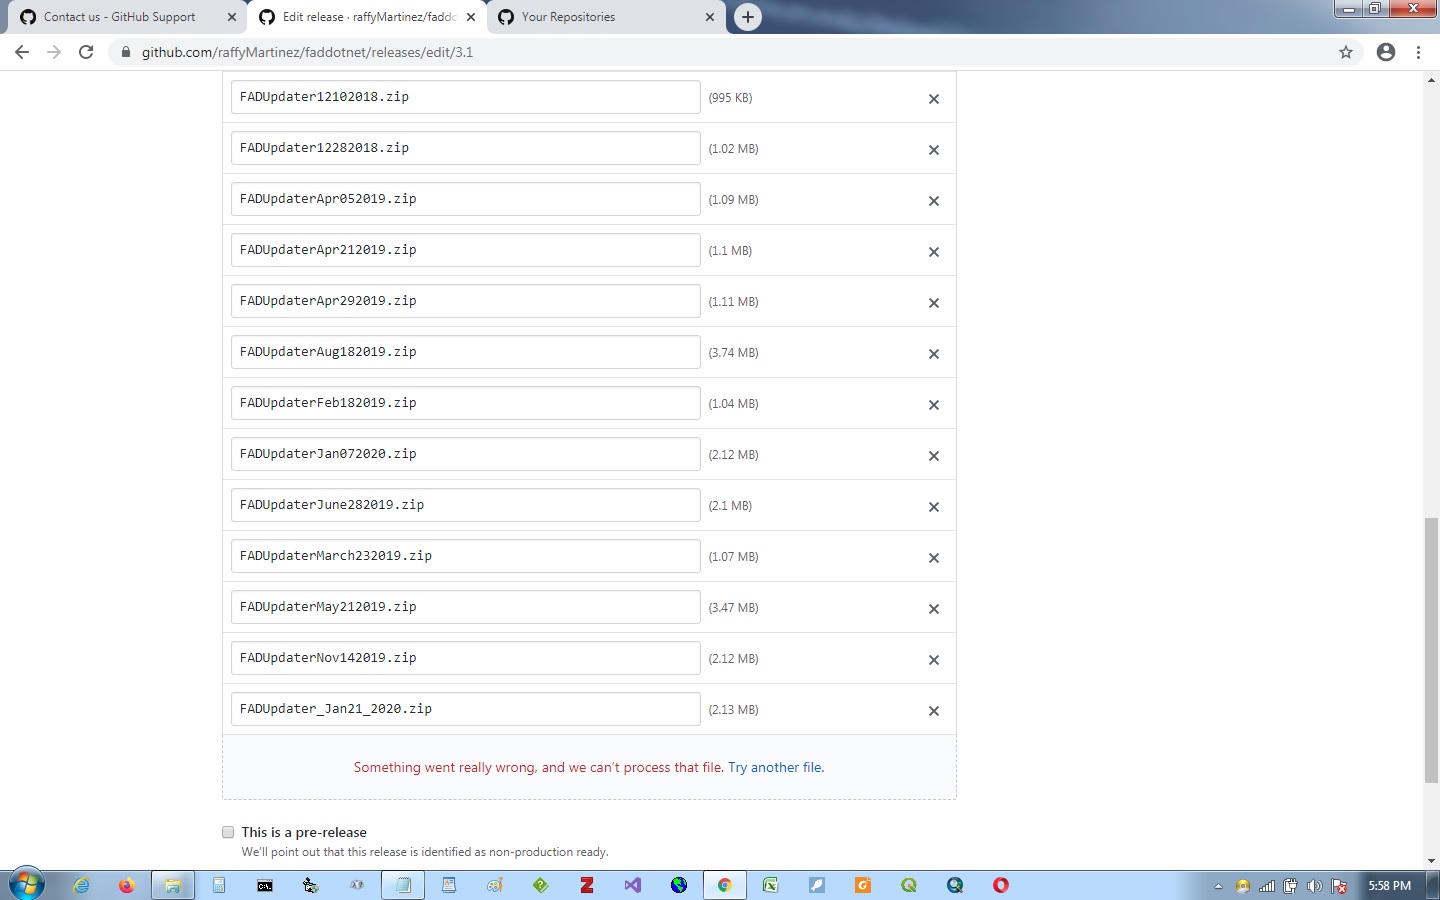 Contact us - GitHub Support
Edit release · raffyMartinez/faddo
Your Repositories
github.com/raffyMartinez/faddotnet/releases/edit/3.1
FADUpdater12102018.zip (995 KB)
FADUpdater12282018.zip (1.02 MB)
FADUpdaterApr052019.zip (1.09 MB)
FADUpdaterApr212019.zip (1.1 MB)
FADUpdaterApr292019.zip (1.11 MB)
FADUpdaterAug182019.zip (3.74 MB)
FADUpdaterFeb182019.zip (1.04 MB)
FADUpdaterJan072020.zip (2.12 MB)
FADUpdaterJune282019.zip (2.1 MB)
FADUpdaterMarch232019.zip (1.07 MB)
FADUpdaterMay212019.zip (3.47 MB)
FADUpdaterNov142019.zip (2.12 MB)
FADUpdater_Jan21_2020.zip (2.13 MB)
Something went really wrong, and we can't process that file. Try another file.
This is a pre-release
We'll point out that this release is identified as non-production ready.
5:58 PM